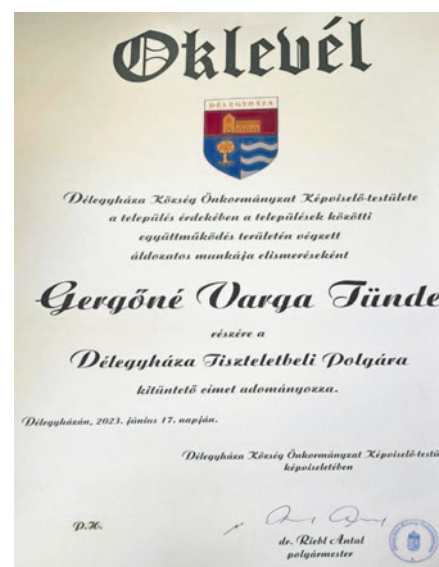 Oklevél
DÉLEGYHÁZA
Délegyháza Község Önkormányzat Képviselő-testülete
a település érdekében a települések közötti
együttműködés területén végzett
áldozatos munkája elismeréseként
Gergőné Varga Tünde
részére a
Délegyháza Tiszteletbeli Polgára
kitüntető címet adományozza.
Délegyházán, 2023. június 17. napján.
Délegyháza Község Önkormányzat Képviselő-testü
képviseletében
P.H.
dr. Riebl Antal
polgármester